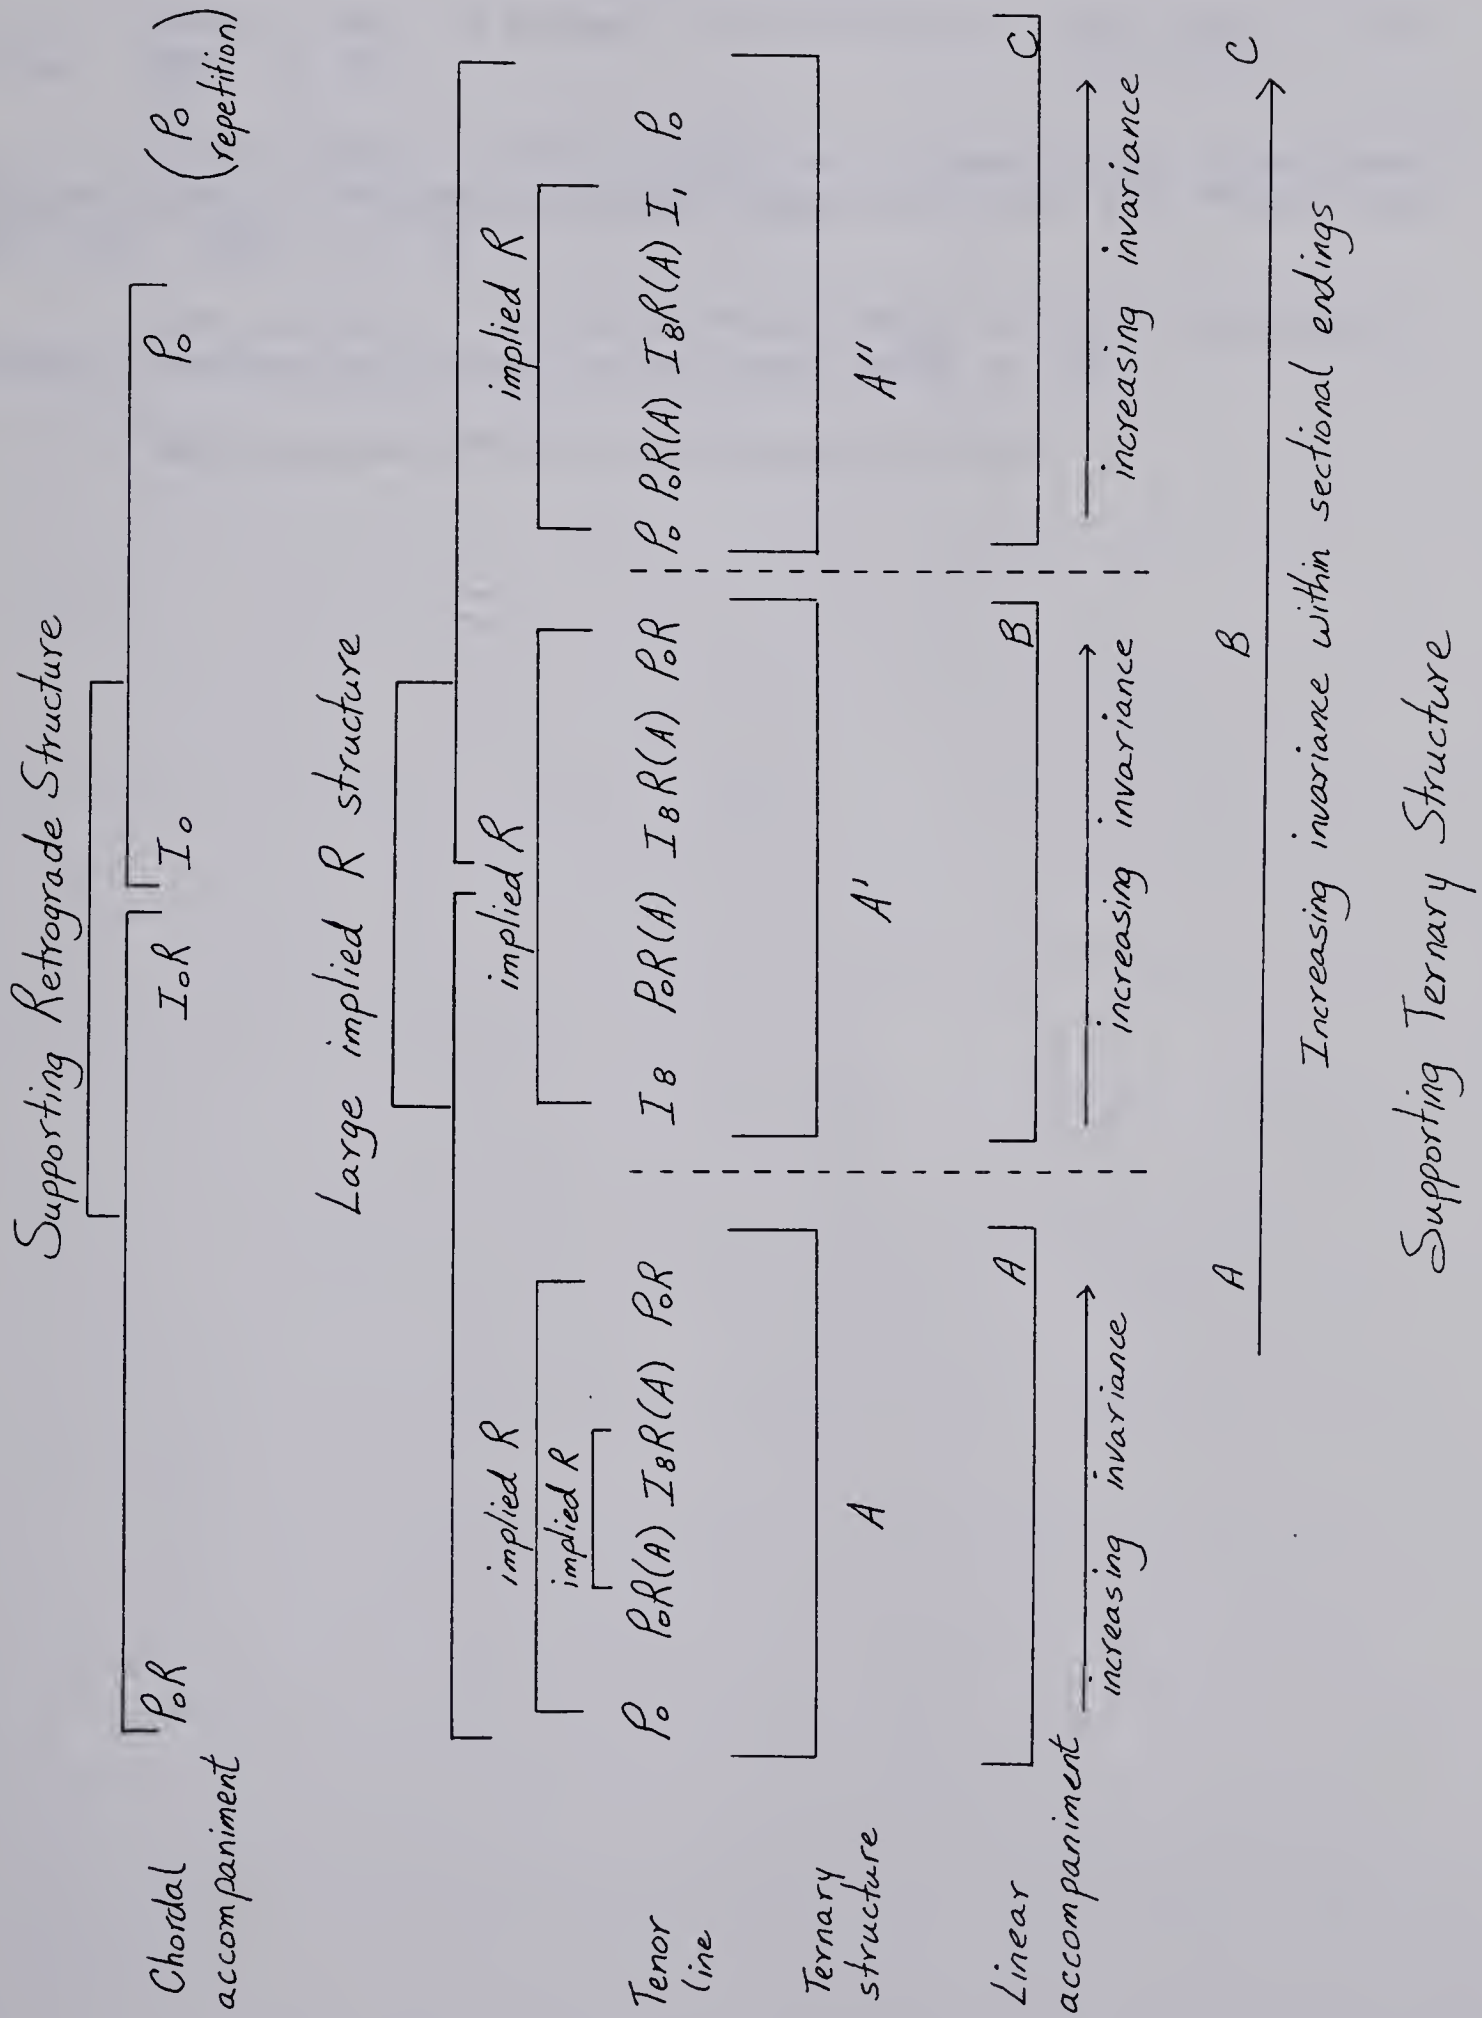 Supporting Retrograde Structure
Chordal accompaniment
P₀R I₀R I₀ P₀ (P₀ repetition)
Large implied R structure
implied R implied R implied R
implied R
Tenor line
P₀ P₀R(A) I₈R(A) P₀R I₈ P₀R(A) I₈R(A) P₀R P₀ P₀R(A) I₈R(A) I₁ P₀
Ternary structure
A A' A''
Linear accompaniment
A B C
increasing invariance increasing invariance increasing invariance
A B C
Increasing invariance within sectional endings
Supporting Ternary Structure